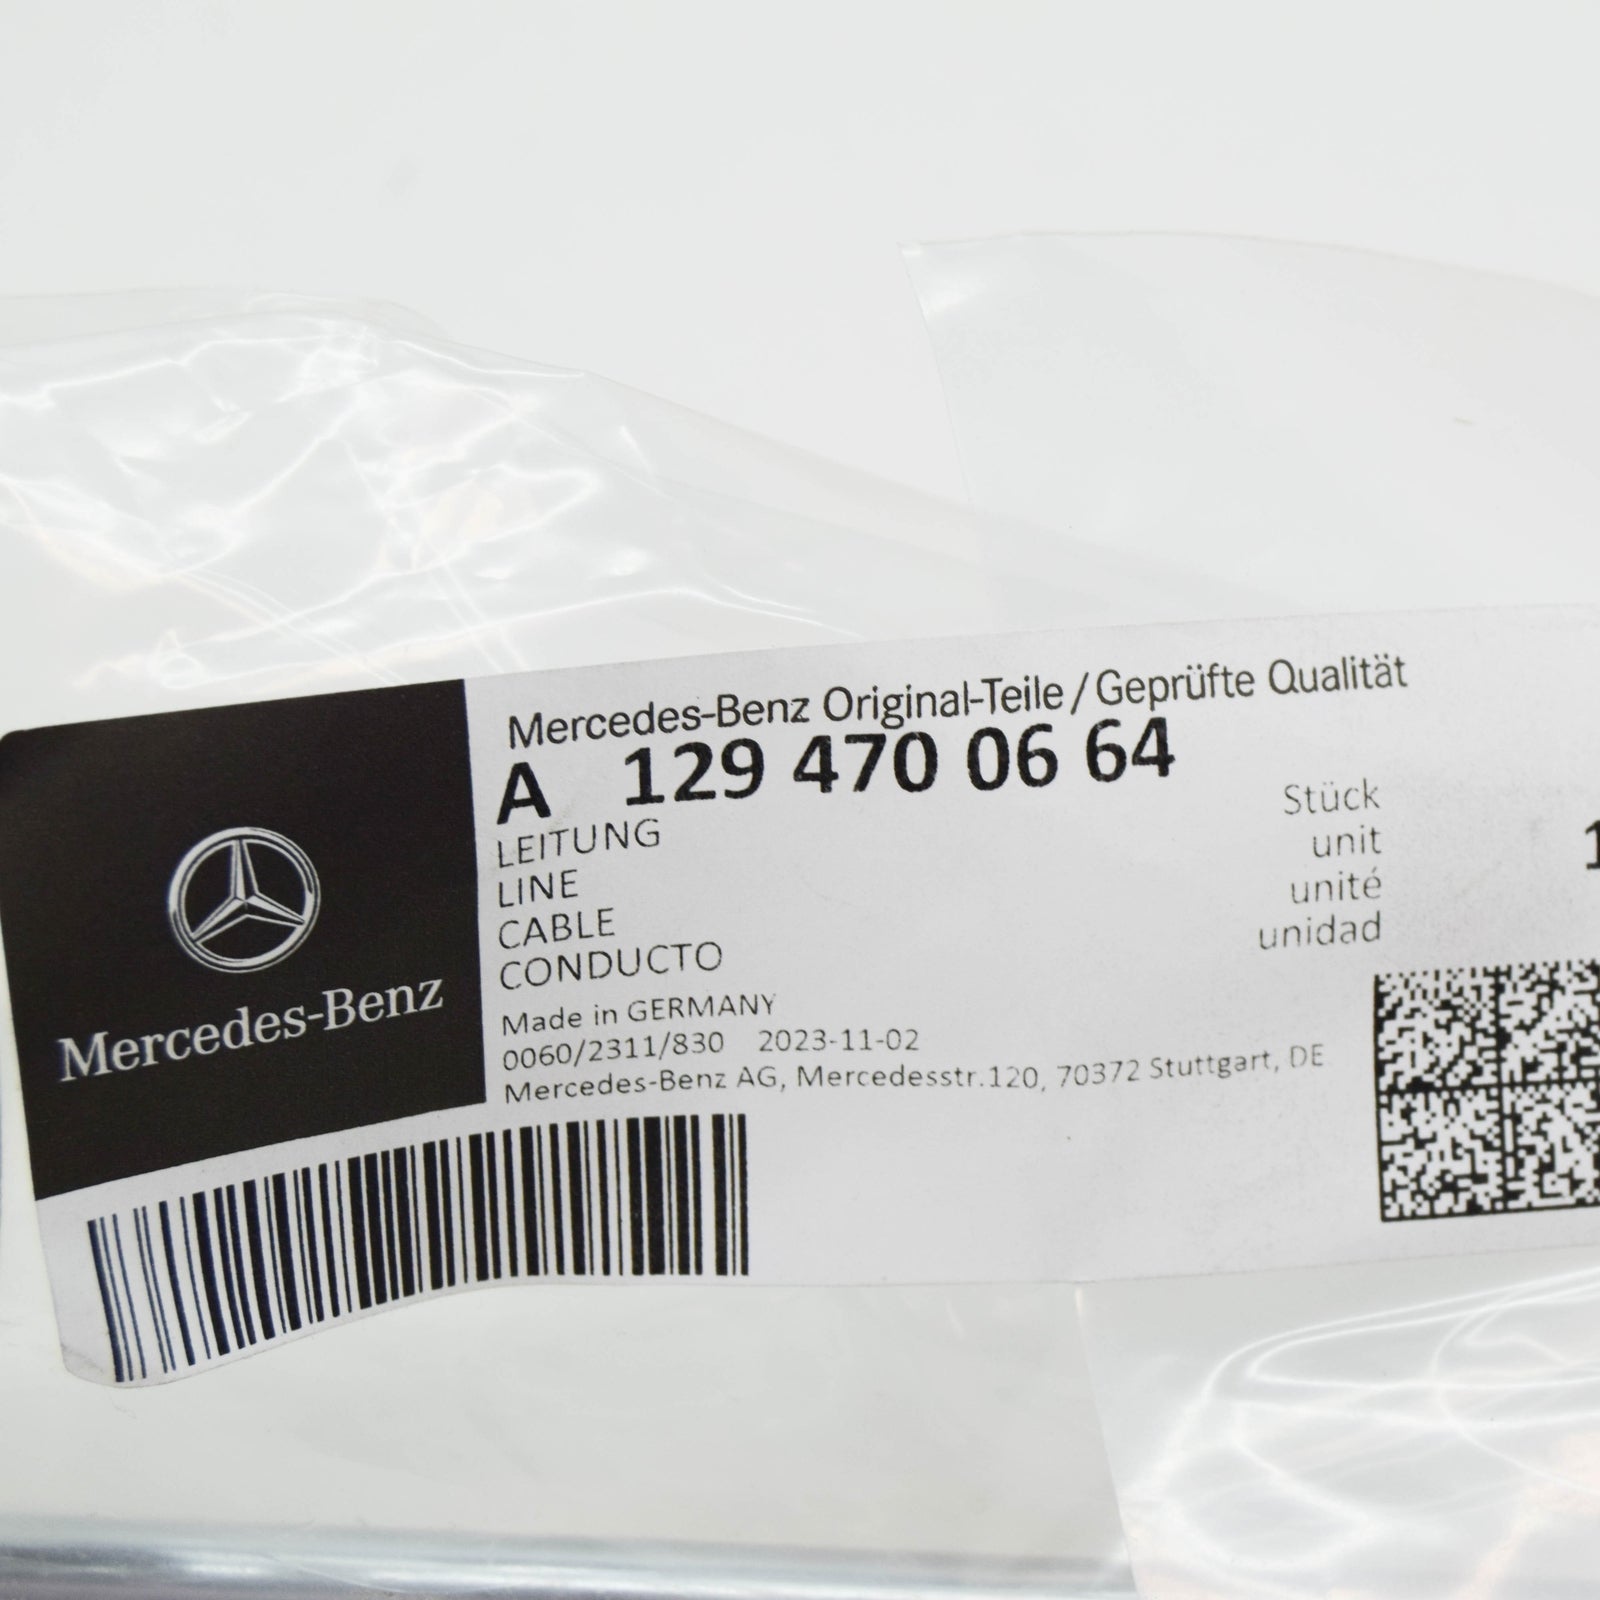 Mercedes-Benz Original-Teile / Geprüfte Qualität
A 129 470 06 64
LEITUNG
LINE
CABLE
CONDUCTO
Stück
unit
unité
unidad
1
Made in GERMANY
0060/2311/830 2023-11-02
Mercedes-Benz AG, Mercedesstr.120, 70372 Stuttgart, DE
Mercedes-Benz